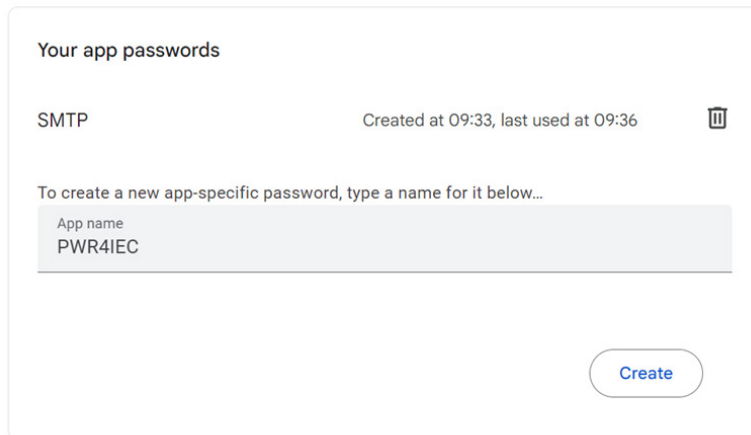 Your app passwords
SMTP Created at 09:33, last used at 09:36
To create a new app-specific password, type a name for it below…
App name
PWR4IEC
Create